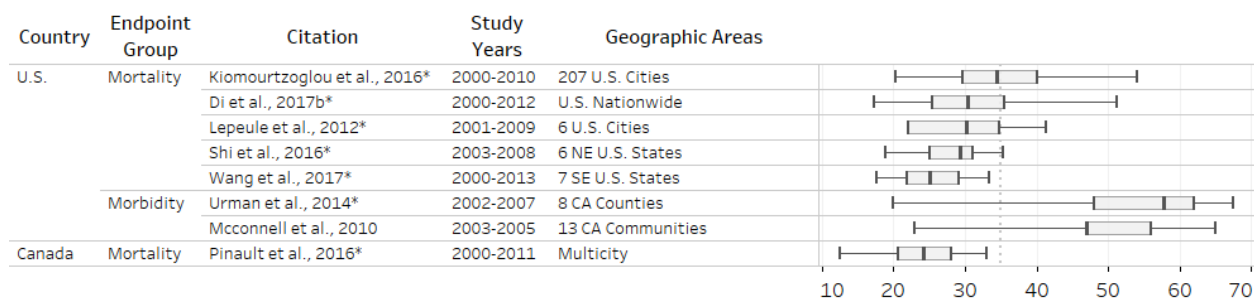 Country Endpoint Group Citation Study Years Geographic Areas
U.S. Mortality Kiomourtzoglou et al., 2016* 2000-2010 207 U.S. Cities
Di et al., 2017b* 2000-2012 U.S. Nationwide
Lepeule et al., 2012* 2001-2009 6 U.S. Cities
Shi et al., 2016* 2003-2008 6 NE U.S. States
Wang et al., 2017* 2000-2013 7 SE U.S. States
Morbidity Urman et al., 2014* 2002-2007 8 CA Counties
Mcconnell et al., 2010 2003-2005 13 CA Communities
Canada Mortality Pinault et al., 2016* 2000-2011 Multicity
10 20 30 40 50 60 70